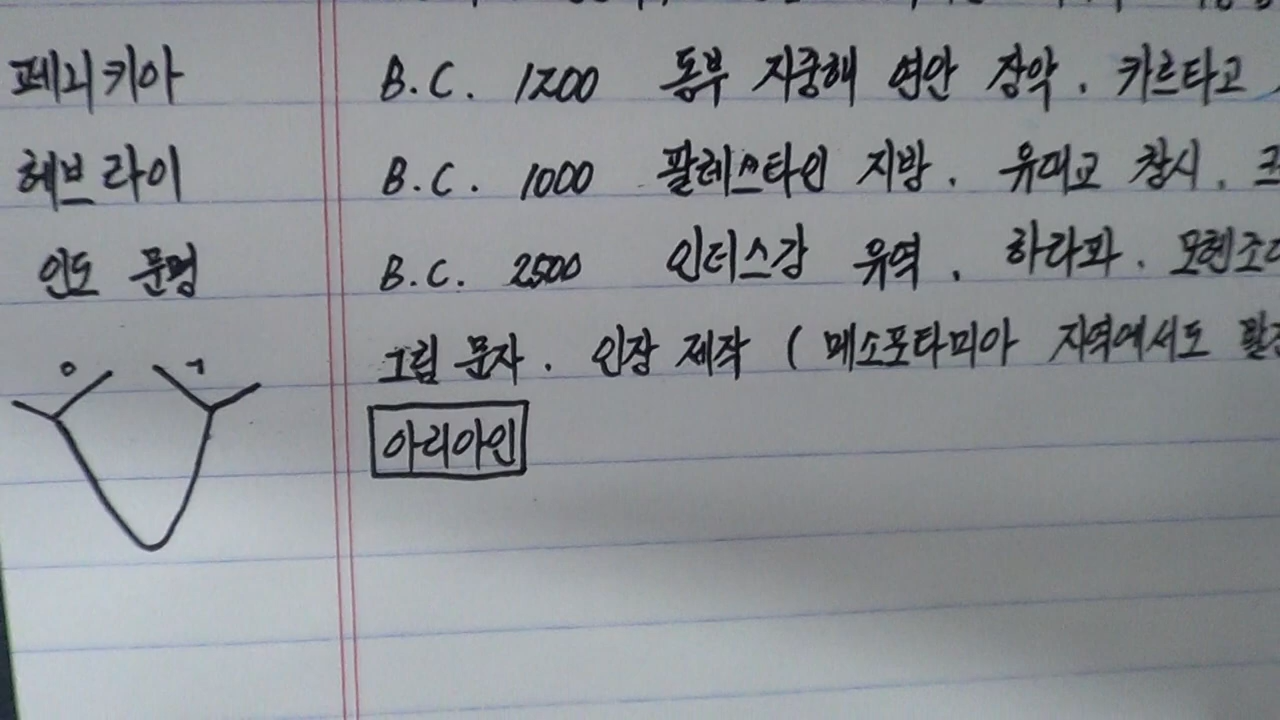 페니키아 B.C. 1200 동부 지중해 연안 장악. 카르타고
헤브라이 B.C. 1000 팔레스타인 지방. 유대교 창시.
인도 문명 B.C. 2500 인더스강 유역. 하라파. 모헨조
그림 문자. 인장 제작 (메소포타미아 지역에서도
아리아인
ㅇ ㄱ